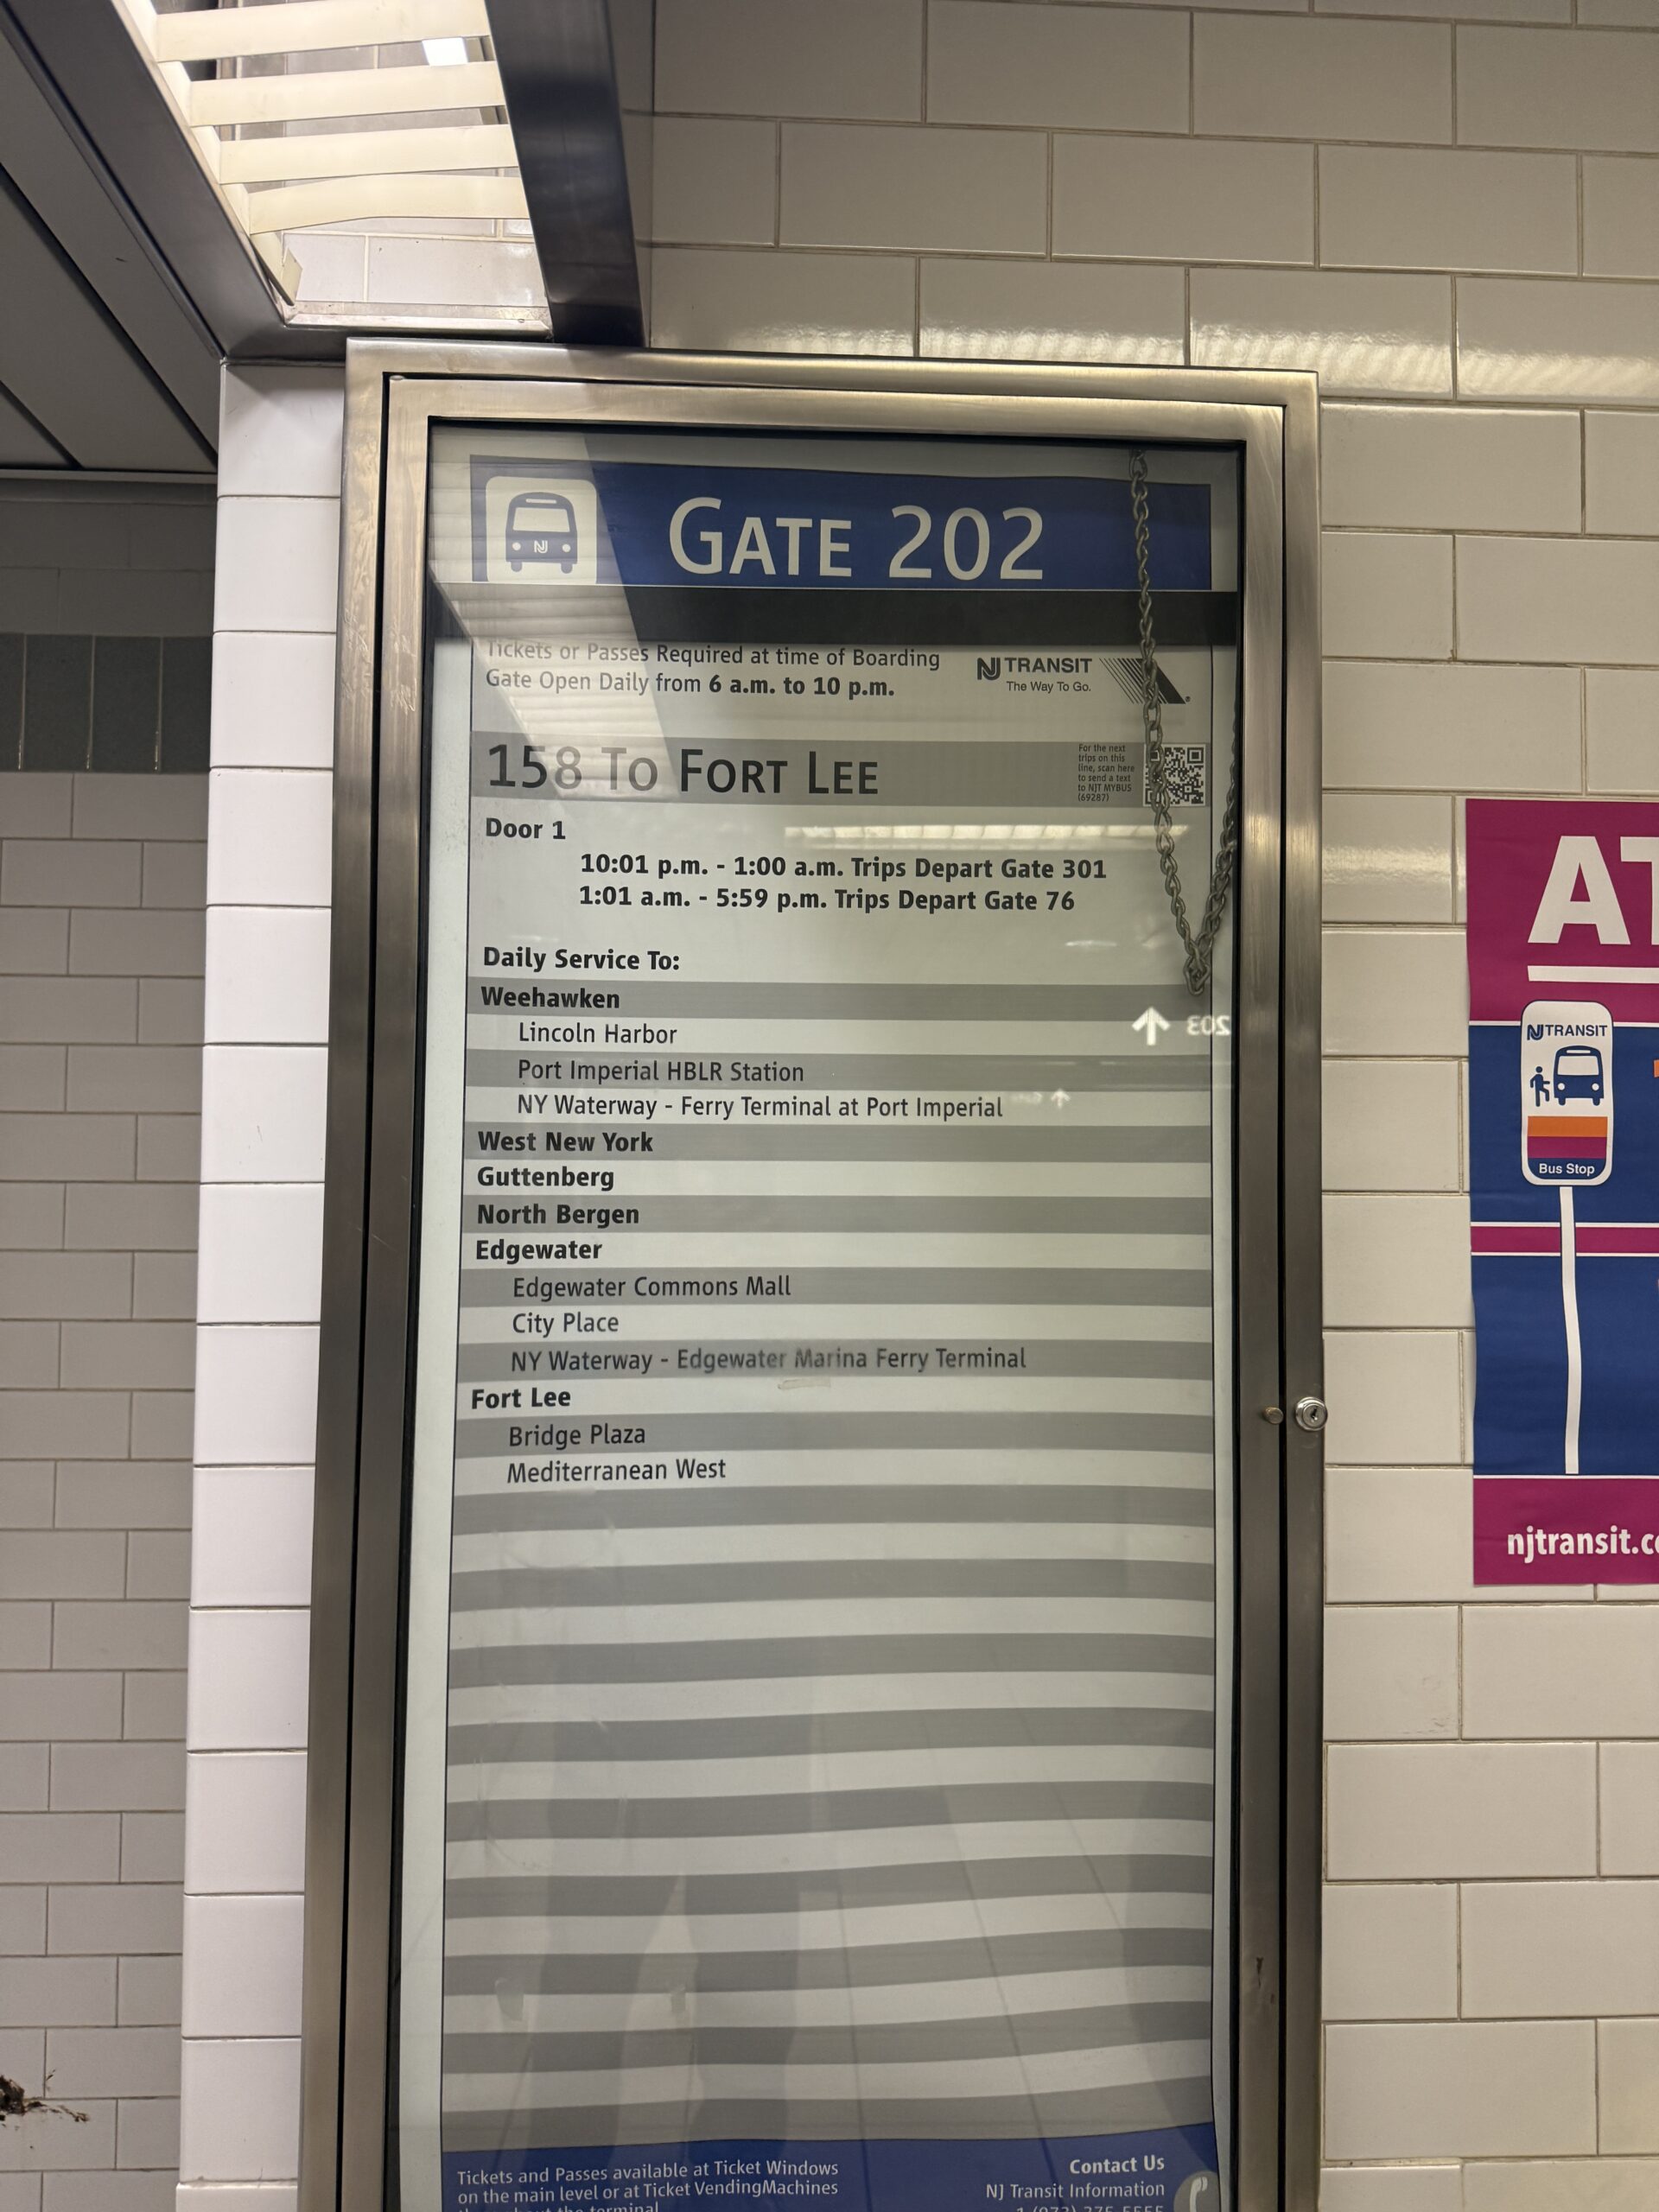 GATE 202
Tickets or Passes Required at time of Boarding
Gate Open Daily from 6 a.m. to 10 p.m.
NJ TRANSIT
The Way To Go.
158 TO FORT LEE
For the next
trips on this
line, scan here
to send a text
to NJT MYBUS
(69287)
Door 1
10:01 p.m. - 1:00 a.m. Trips Depart Gate 301
1:01 a.m. - 5:59 p.m. Trips Depart Gate 76
Daily Service To:
Weehawken
Lincoln Harbor
Port Imperial HBLR Station
NY Waterway - Ferry Terminal at Port Imperial
West New York
Guttenberg
North Bergen
Edgewater
Edgewater Commons Mall
City Place
NY Waterway - Edgewater Marina Ferry Terminal
Fort Lee
Bridge Plaza
Mediterranean West
Tickets and Passes available at Ticket Windows
on the main level or at Ticket VendingMachines
Contact Us
NJ Transit Information
203
AT
NJ TRANSIT
Bus Stop
njtransit.c